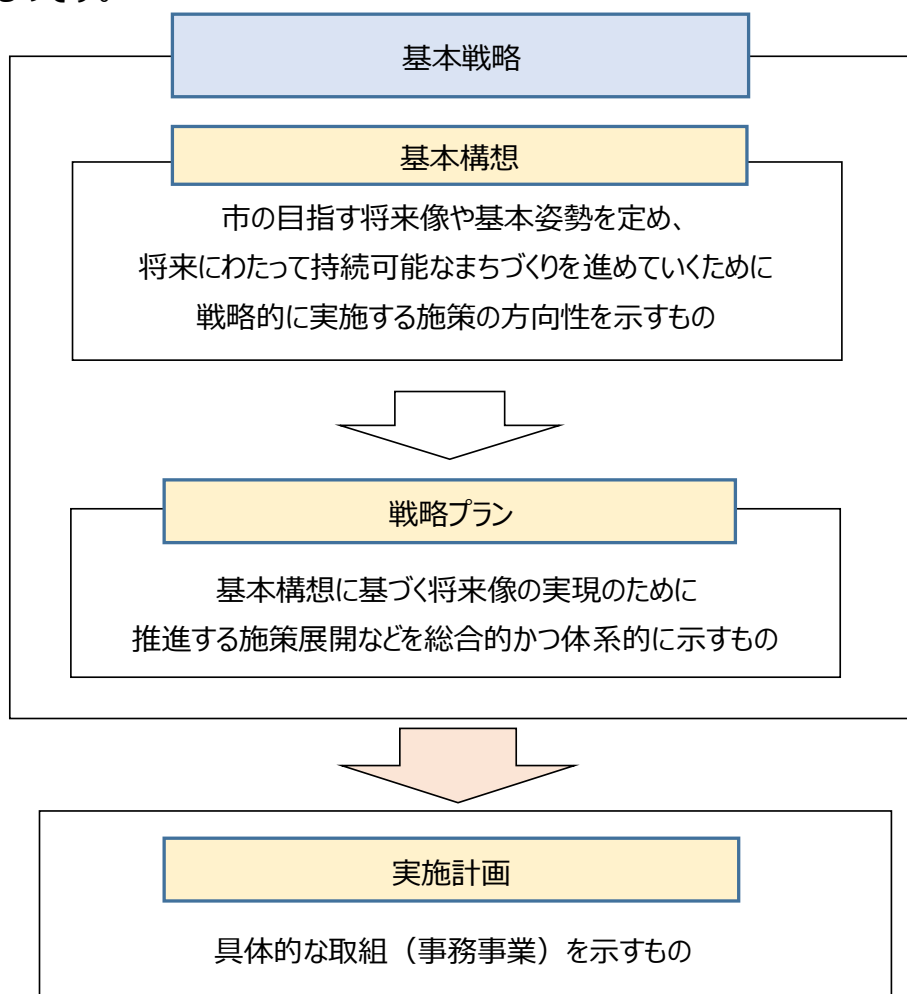 のです。
基本戦略
基本構想
市の目指す将来像や基本姿勢を定め、
将来にわたって持続可能なまちづくりを進めていくために
戦略的に実施する施策の方向性を示すもの
戦略プラン
基本構想に基づく将来像の実現のために
推進する施策展開などを総合的かつ体系的に示すもの
実施計画
具体的な取組（事務事業）を示すもの